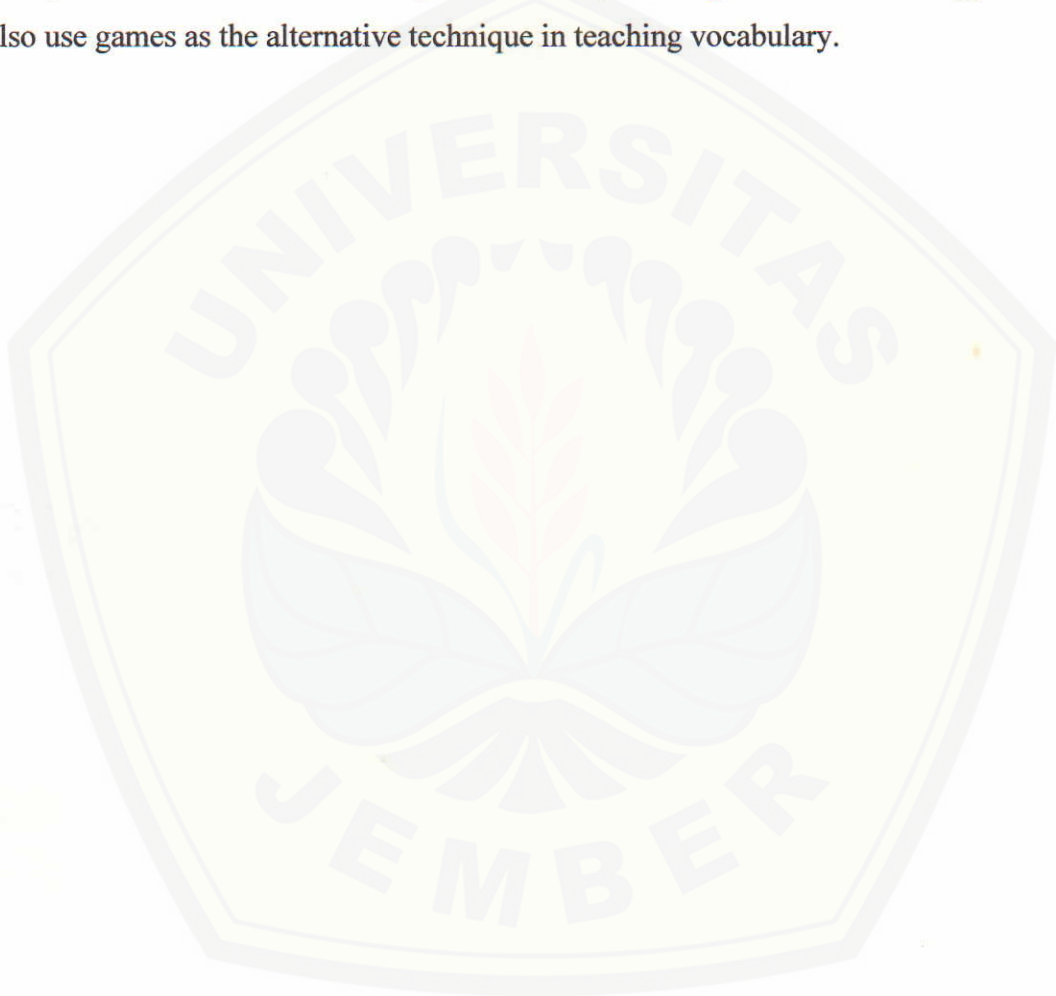 lso use games as the alternative technique in teaching vocabulary.
UNIVERSITAS
JEMBER